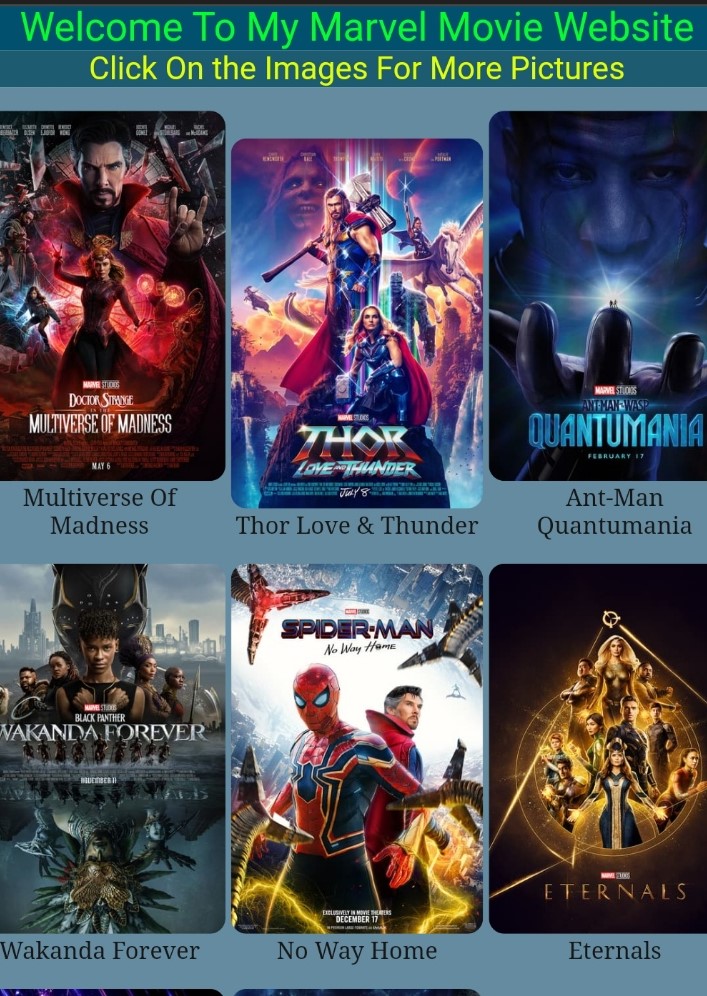 Welcome To My Marvel Movie Website
Click On the Images For More Pictures
MARVEL STUDIOS
DOCTOR STRANGE
IN THE
MULTIVERSE OF MADNESS
MAY 6
Multiverse Of
Madness
MARVEL STUDIOS
THOR
LOVE AND THUNDER
July 8
Thor Love & Thunder
MARVEL STUDIOS
ANT-MAN AND THE WASP
QUANTUMANIA
FEBRUARY 17
Ant-Man
Quantumania
MARVEL STUDIOS
BLACK PANTHER
WAKANDA FOREVER
NOVEMBER 11
Wakanda Forever
MARVEL STUDIOS
SPIDER-MAN
No Way Home
EXCLUSIVELY IN MOVIE THEATERS
DECEMBER 17
No Way Home
MARVEL STUDIOS
ETERNALS
Eternals